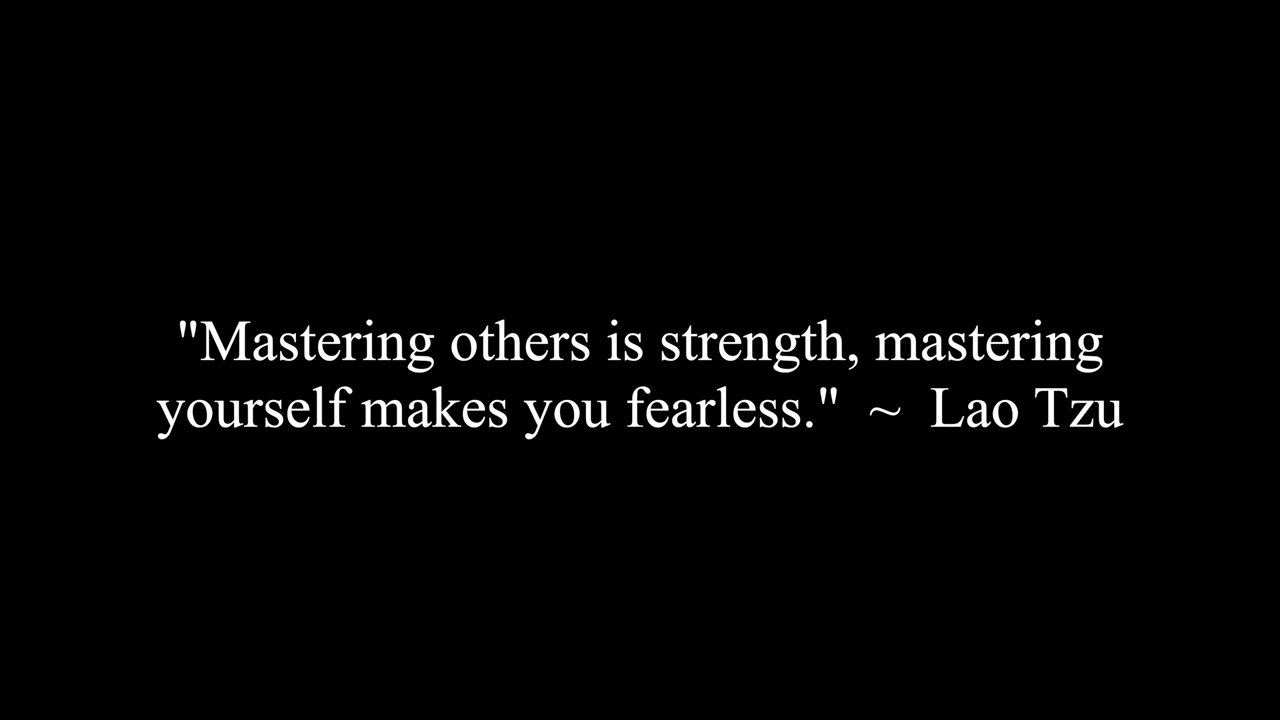 "Mastering others is strength, mastering
yourself makes you fearless."  ~  Lao Tzu